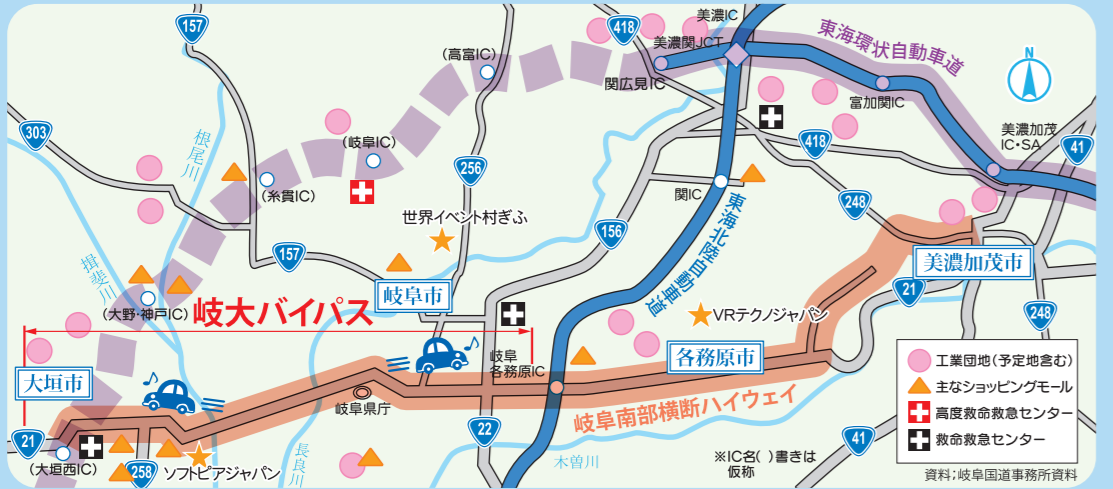 157
418
美濃IC
美濃関JCT
東海環状自動車道
N
(高富IC)
関広見IC
富加関IC
美濃加茂
IC・SA
41
303
根尾川
(岐阜IC)
418
256
(糸貫IC)
世界イベント村ぎふ
関IC
248
156
東海北陸自動車道
157
揖斐川
岐阜市
美濃加茂市
21
(大野・神戸IC)
岐大バイパス
VRテクノジャパン
248
大垣市
岐阜
各務原IC
各務原市
岐阜県庁
岐阜南部横断ハイウェイ
21
22
41
(大垣西IC)
258
ソフトピアジャパン
長良川
木曽川
※IC名( )書きは
仮称
工業団地(予定地含む)
主なショッピングモール
高度救命救急センター
救命救急センター
資料;岐阜国道事務所資料